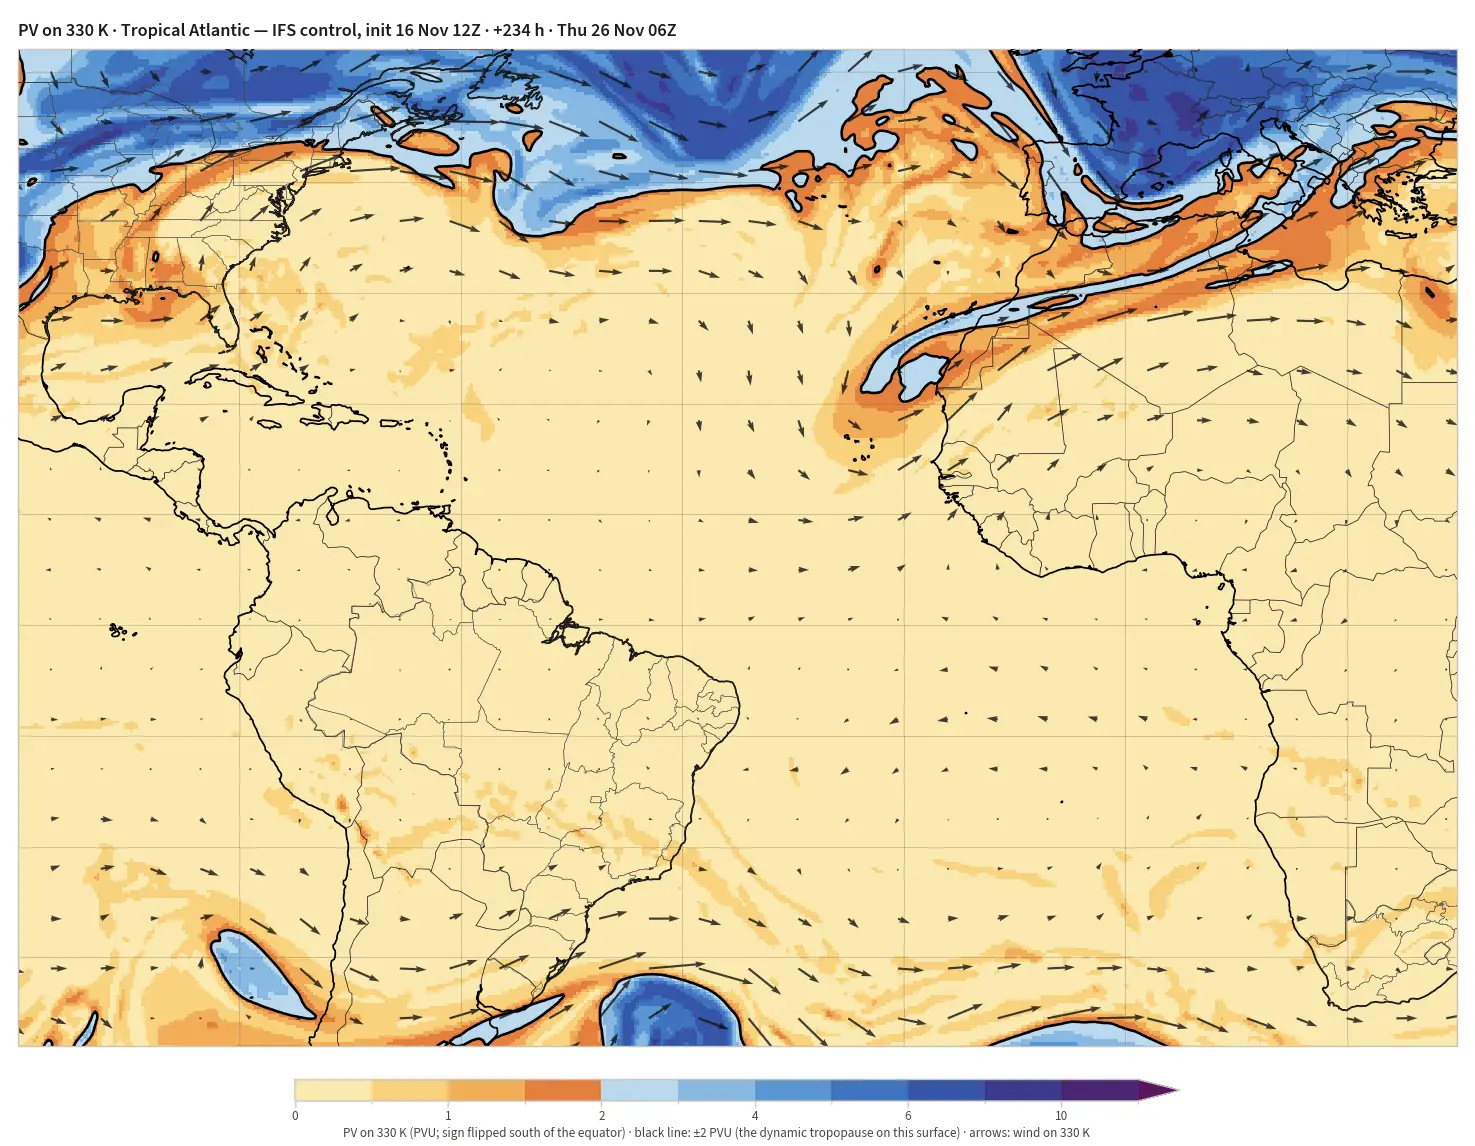 PV on 330 K · Tropical Atlantic — IFS control, init 16 Nov 12Z · +234 h · Thu 26 Nov 06Z
0 1 2 4 6 10
PV on 330 K (PVU; sign flipped south of the equator) · black line: ±2 PVU (the dynamic tropopause on this surface) · arrows: wind on 330 K